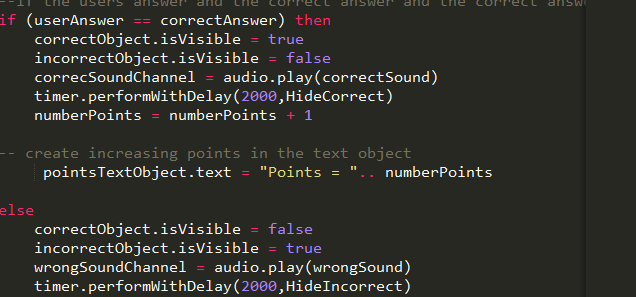 --if the users answer and the correct answer and the correct answ
if (userAnswer == correctAnswer) then
correctObject.isVisible = true
incorrectObject.isVisible = false
correcSoundChannel = audio.play(correctSound)
timer.performWithDelay(2000,HideCorrect)
numberPoints = numberPoints + 1
-- create increasing points in the text object
pointsTextObject.text = "Points = ".. numberPoints
else
correctObject.isVisible = false
incorrectObject.isVisible = true
wrongSoundChannel = audio.play(wrongSound)
timer.performWithDelay(2000,HideIncorrect)